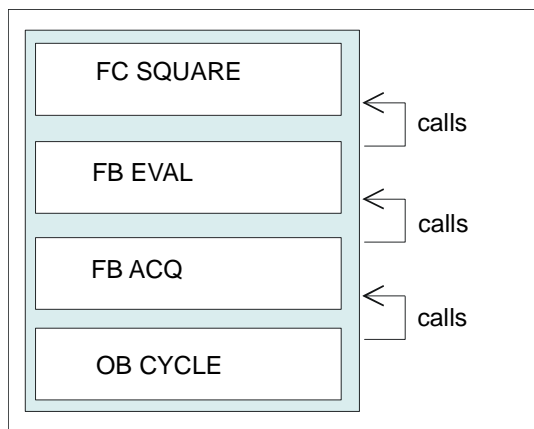 FC SQUARE
calls
FB EVAL
calls
FB ACQ
calls
OB CYCLE